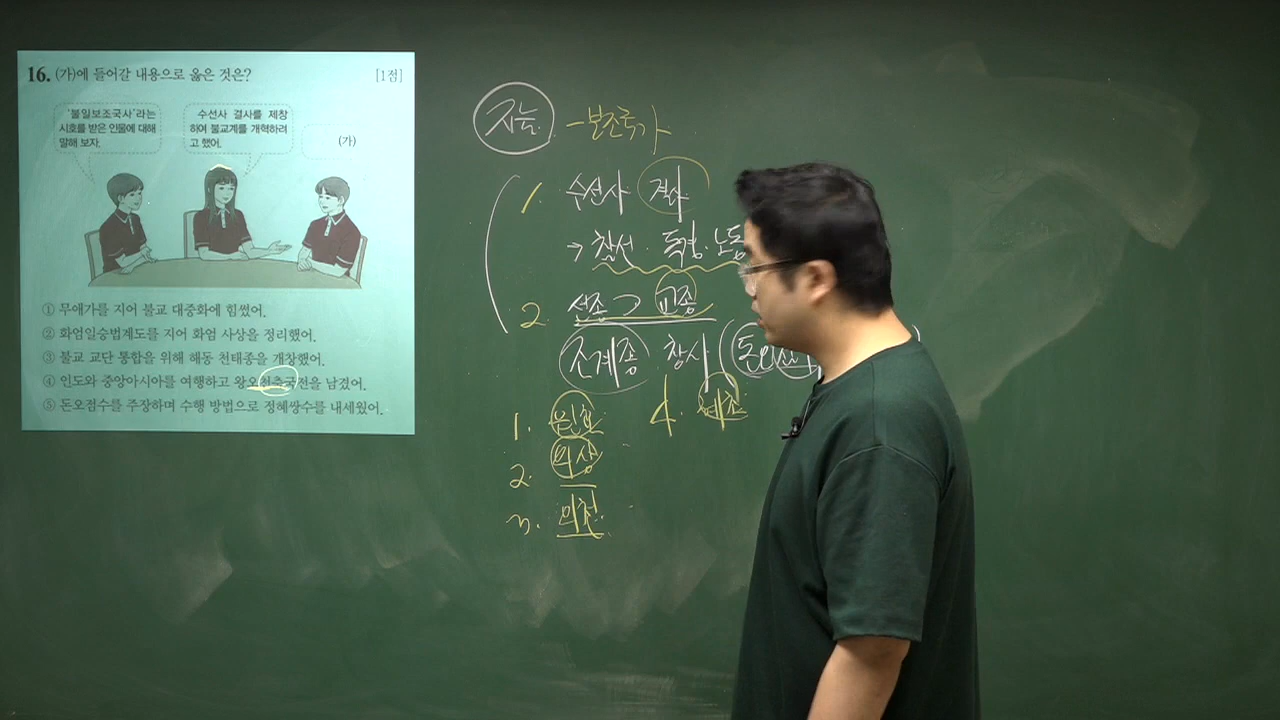 16. (가)에 들어갈 내용으로 옳은 것은? [1점]
'불일보조국사'라는
시호를 받은 인물에 대해
말해 보자.
수선사 결사를 제창
하여 불교계를 개혁하려
고 했어.
(가)
① 무애가를 지어 불교 대중화에 힘썼어.
② 화엄일승법계도를 지어 화엄 사상을 정리했어.
③ 불교 교단 통합을 위해 해동 천태종을 개창했어.
④ 인도와 중앙아시아를 여행하고 왕오천축국전을 남겼어.
⑤ 돈오점수를 주장하며 수행 방법으로 정혜쌍수를 내세웠어.
지눌 - 보조국사
1. 수선사 결사
→ 참선·독경·노동
2. 선종 > 교종
조계종 창시 (돈오
1. 원효
2. 의상
3. 의천
4. 혜초